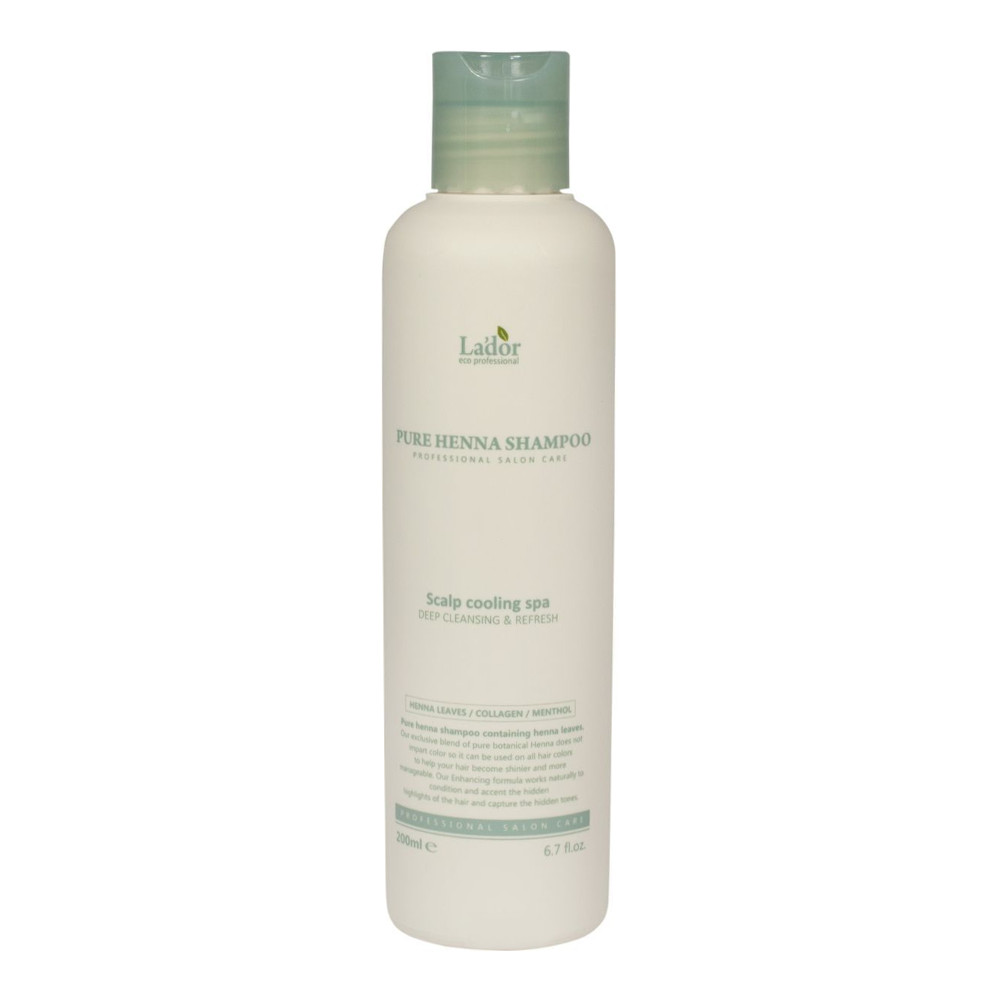 La'dor
eco professional
PURE HENNA SHAMPOO
PROFESSIONAL SALON CARE
Scalp cooling spa
DEEP CLEANSING & REFRESH
HENNA LEAVES / COLLAGEN / MENTHOL
Pure henna shampoo containing henna leaves.
Our exclusive blend of pure botanical Henna does not
impart color so it can be used on all hair colors
to help your hair become shinier and more
manageable. Our Enhancing formula works naturally to
condition and accent the hidden
highlights of the hair and capture the hidden tones
PROFESSIONAL SALON CARE
200ml ℮
6.7 fl.oz.